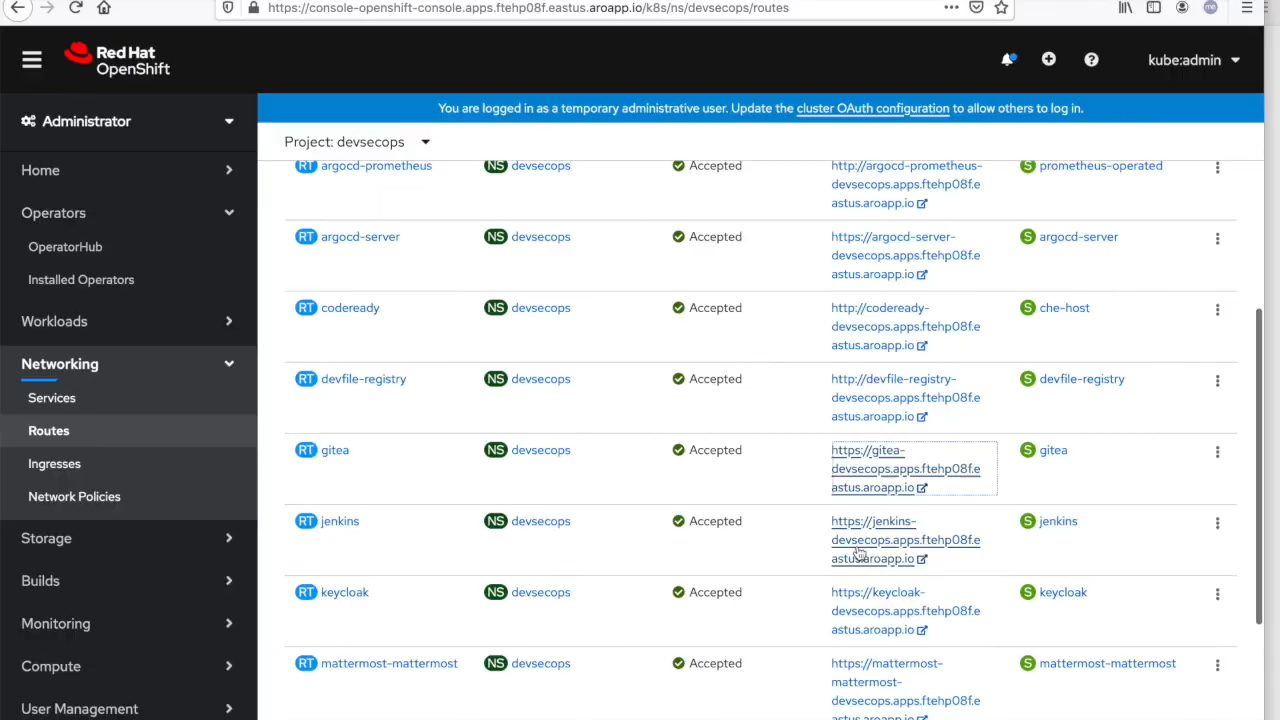 https://console-openshift-console.apps.ftehp08f.eastus.aroapp.io/k8s/ns/devsecops/routes
Red Hat
OpenShift
kube:admin
Administrator
You are logged in as a temporary administrative user. Update the cluster OAuth configuration to allow others to log in.
Project: devsecops
Home
Operators
OperatorHub
Installed Operators
Workloads
Networking
Services
Routes
Ingresses
Network Policies
Storage
Builds
Monitoring
Compute
User Management
RT argocd-prometheus NS devsecops Accepted http://argocd-prometheus- S prometheus-operated
devsecops.apps.ftehp08f.e
astus.aroapp.io
RT argocd-server NS devsecops Accepted https://argocd-server- S argocd-server
devsecops.apps.ftehp08f.e
astus.aroapp.io
RT codeready NS devsecops Accepted http://codeready- S che-host
devsecops.apps.ftehp08f.e
astus.aroapp.io
RT devfile-registry NS devsecops Accepted http://devfile-registry- S devfile-registry
devsecops.apps.ftehp08f.e
astus.aroapp.io
RT gitea NS devsecops Accepted https://gitea- S gitea
devsecops.apps.ftehp08f.e
astus.aroapp.io
RT jenkins NS devsecops Accepted https://jenkins- S jenkins
devsecops.apps.ftehp08f.e
astus.aroapp.io
RT keycloak NS devsecops Accepted https://keycloak- S keycloak
devsecops.apps.ftehp08f.e
astus.aroapp.io
RT mattermost-mattermost NS devsecops Accepted https://mattermost- S mattermost-mattermost
mattermost-
devsecops.apps.ftehp08f.e
astus.aroapp.io